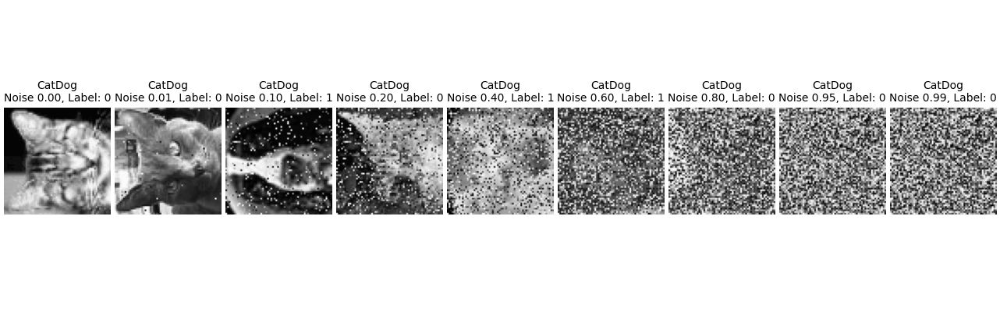 CatDog
Noise 0.00, Label: 0
CatDog
Noise 0.01, Label: 0
CatDog
Noise 0.10, Label: 1
CatDog
Noise 0.20, Label: 0
CatDog
Noise 0.40, Label: 1
CatDog
Noise 0.60, Label: 1
CatDog
Noise 0.80, Label: 0
CatDog
Noise 0.95, Label: 0
CatDog
Noise 0.99, Label: 0